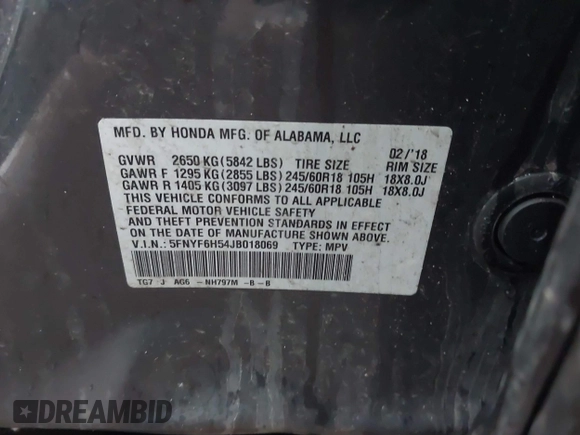 MFD. BY HONDA MFG. OF ALABAMA, LLC
02/'18
GVWR 2650 KG (5842 LBS) TIRE SIZE RIM SIZE
GAWR F 1295 KG (2855 LBS) 245/60R18 105H 18X8.0J
GAWR R 1405 KG (3097 LBS) 245/60R18 105H 18X8.0J
THIS VEHICLE CONFORMS TO ALL APPLICABLE
FEDERAL MOTOR VEHICLE SAFETY
AND THEFT PREVENTION STANDARDS IN EFFECT
ON THE DATE OF MANUFACTURE SHOWN ABOVE.
V.I.N.: 5FNYF6H54JB018069 TYPE: MPV
TG7 J AG6 -NH797M -B -B
DREAMBID